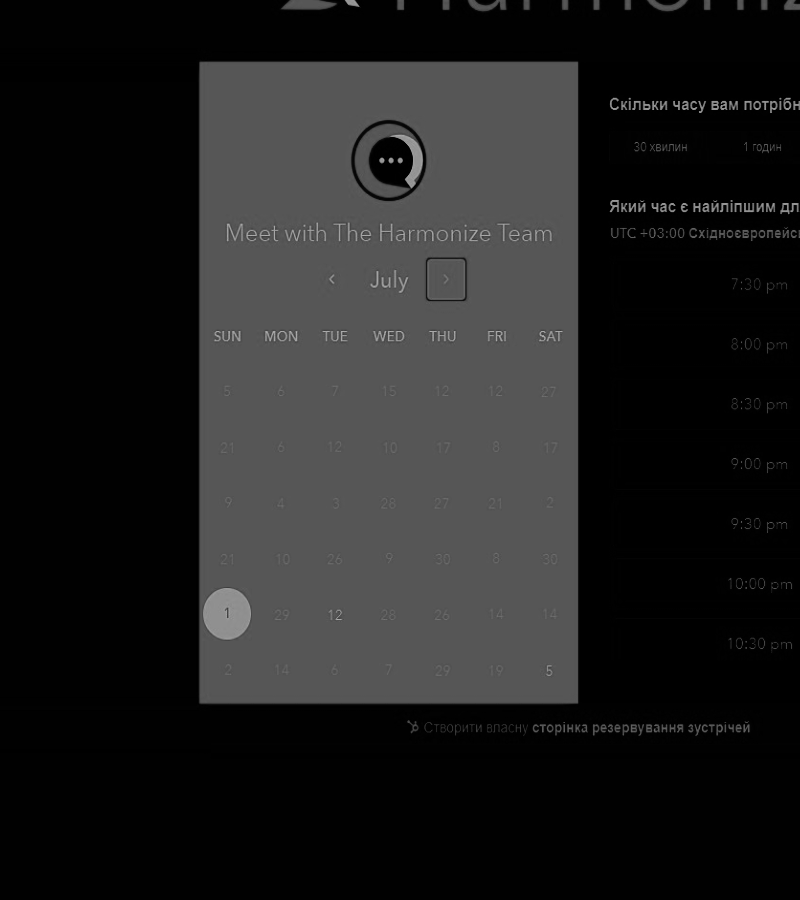 Harmoniz
Meet with The Harmonize Team
July
SUN MON TUE WED THU FRI SAT
5 6 7 15 12 12 27
21 6 12 10 17 8 17
9 4 3 28 27 21 2
21 10 26 9 30 8 30
1 29 12 28 26 14 14
2 14 6 7 29 19 5
Скільки часу вам потрібн
30 хвилин 1 годин
Який час є найліпшим дл
UTC +03:00 Східноєвропейсь
7:30 pm
8:00 pm
8:30 pm
9:00 pm
9:30 pm
10:00 pm
10:30 pm
Створити власну сторінка резервування зустрічей